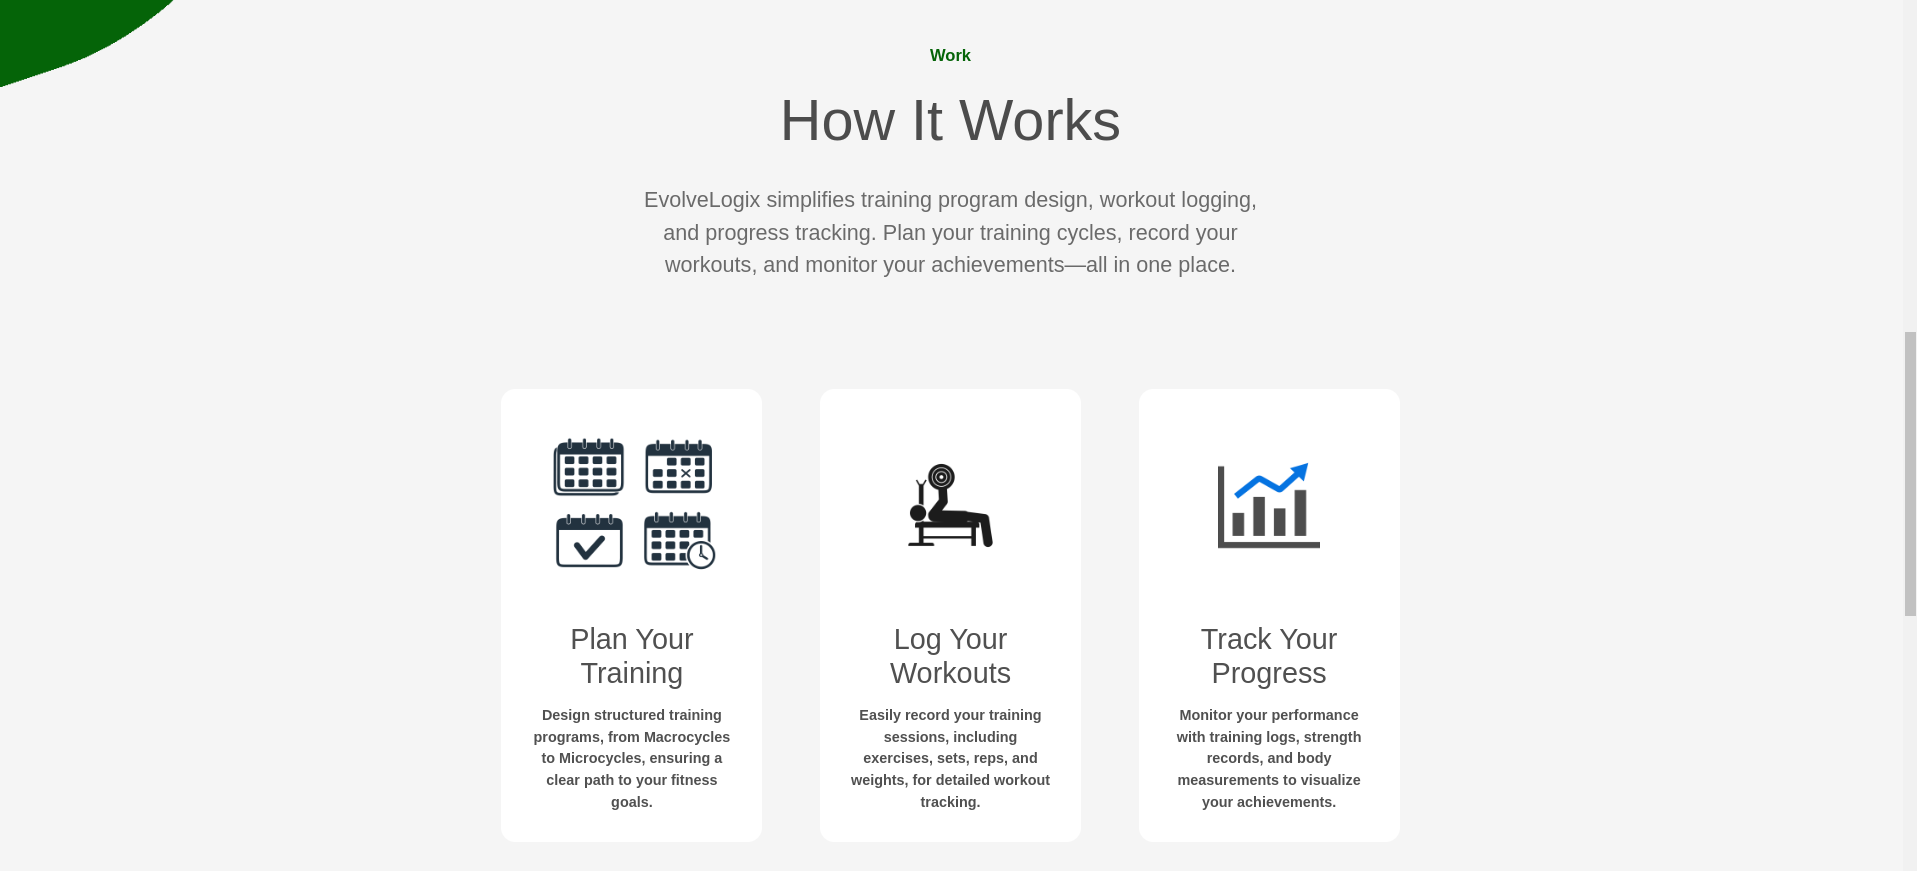 Work
How It Works
EvolveLogix simplifies training program design, workout logging,
and progress tracking. Plan your training cycles, record your
workouts, and monitor your achievements—all in one place.
Plan Your
Training
Design structured training
programs, from Macrocycles
to Microcycles, ensuring a
clear path to your fitness
goals.
Log Your
Workouts
Easily record your training
sessions, including
exercises, sets, reps, and
weights, for detailed workout
tracking.
Track Your
Progress
Monitor your performance
with training logs, strength
records, and body
measurements to visualize
your achievements.